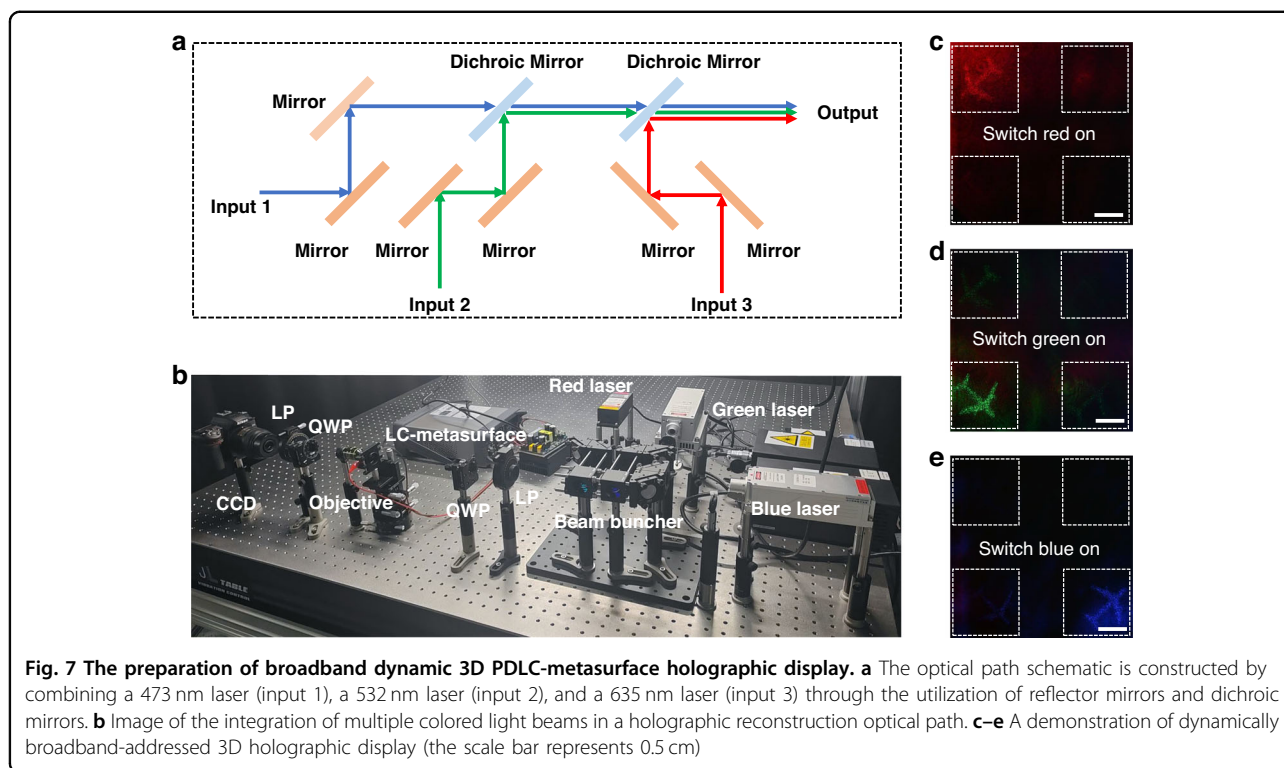 a
Dichroic Mirror
Dichroic Mirror
Mirror
Output
Input 1
Mirror
Mirror
Mirror
Mirror
Mirror
Input 2
Input 3
b
Red laser
LP
Green laser
QWP
LC-metasurface
LP
CCD
Objective
QWP
Blue laser
Beam buncher
TABLE
c
Switch red on
d
Switch green on
e
Switch blue on
Fig. 7 The preparation of broadband dynamic 3D PDLC-metasurface holographic display. a The optical path schematic is constructed by
combining a 473 nm laser (input 1), a 532 nm laser (input 2), and a 635 nm laser (input 3) through the utilization of reflector mirrors and dichroic
mirrors. b Image of the integration of multiple colored light beams in a holographic reconstruction optical path. c–e A demonstration of dynamically
broadband-addressed 3D holographic display (the scale bar represents 0.5 cm)